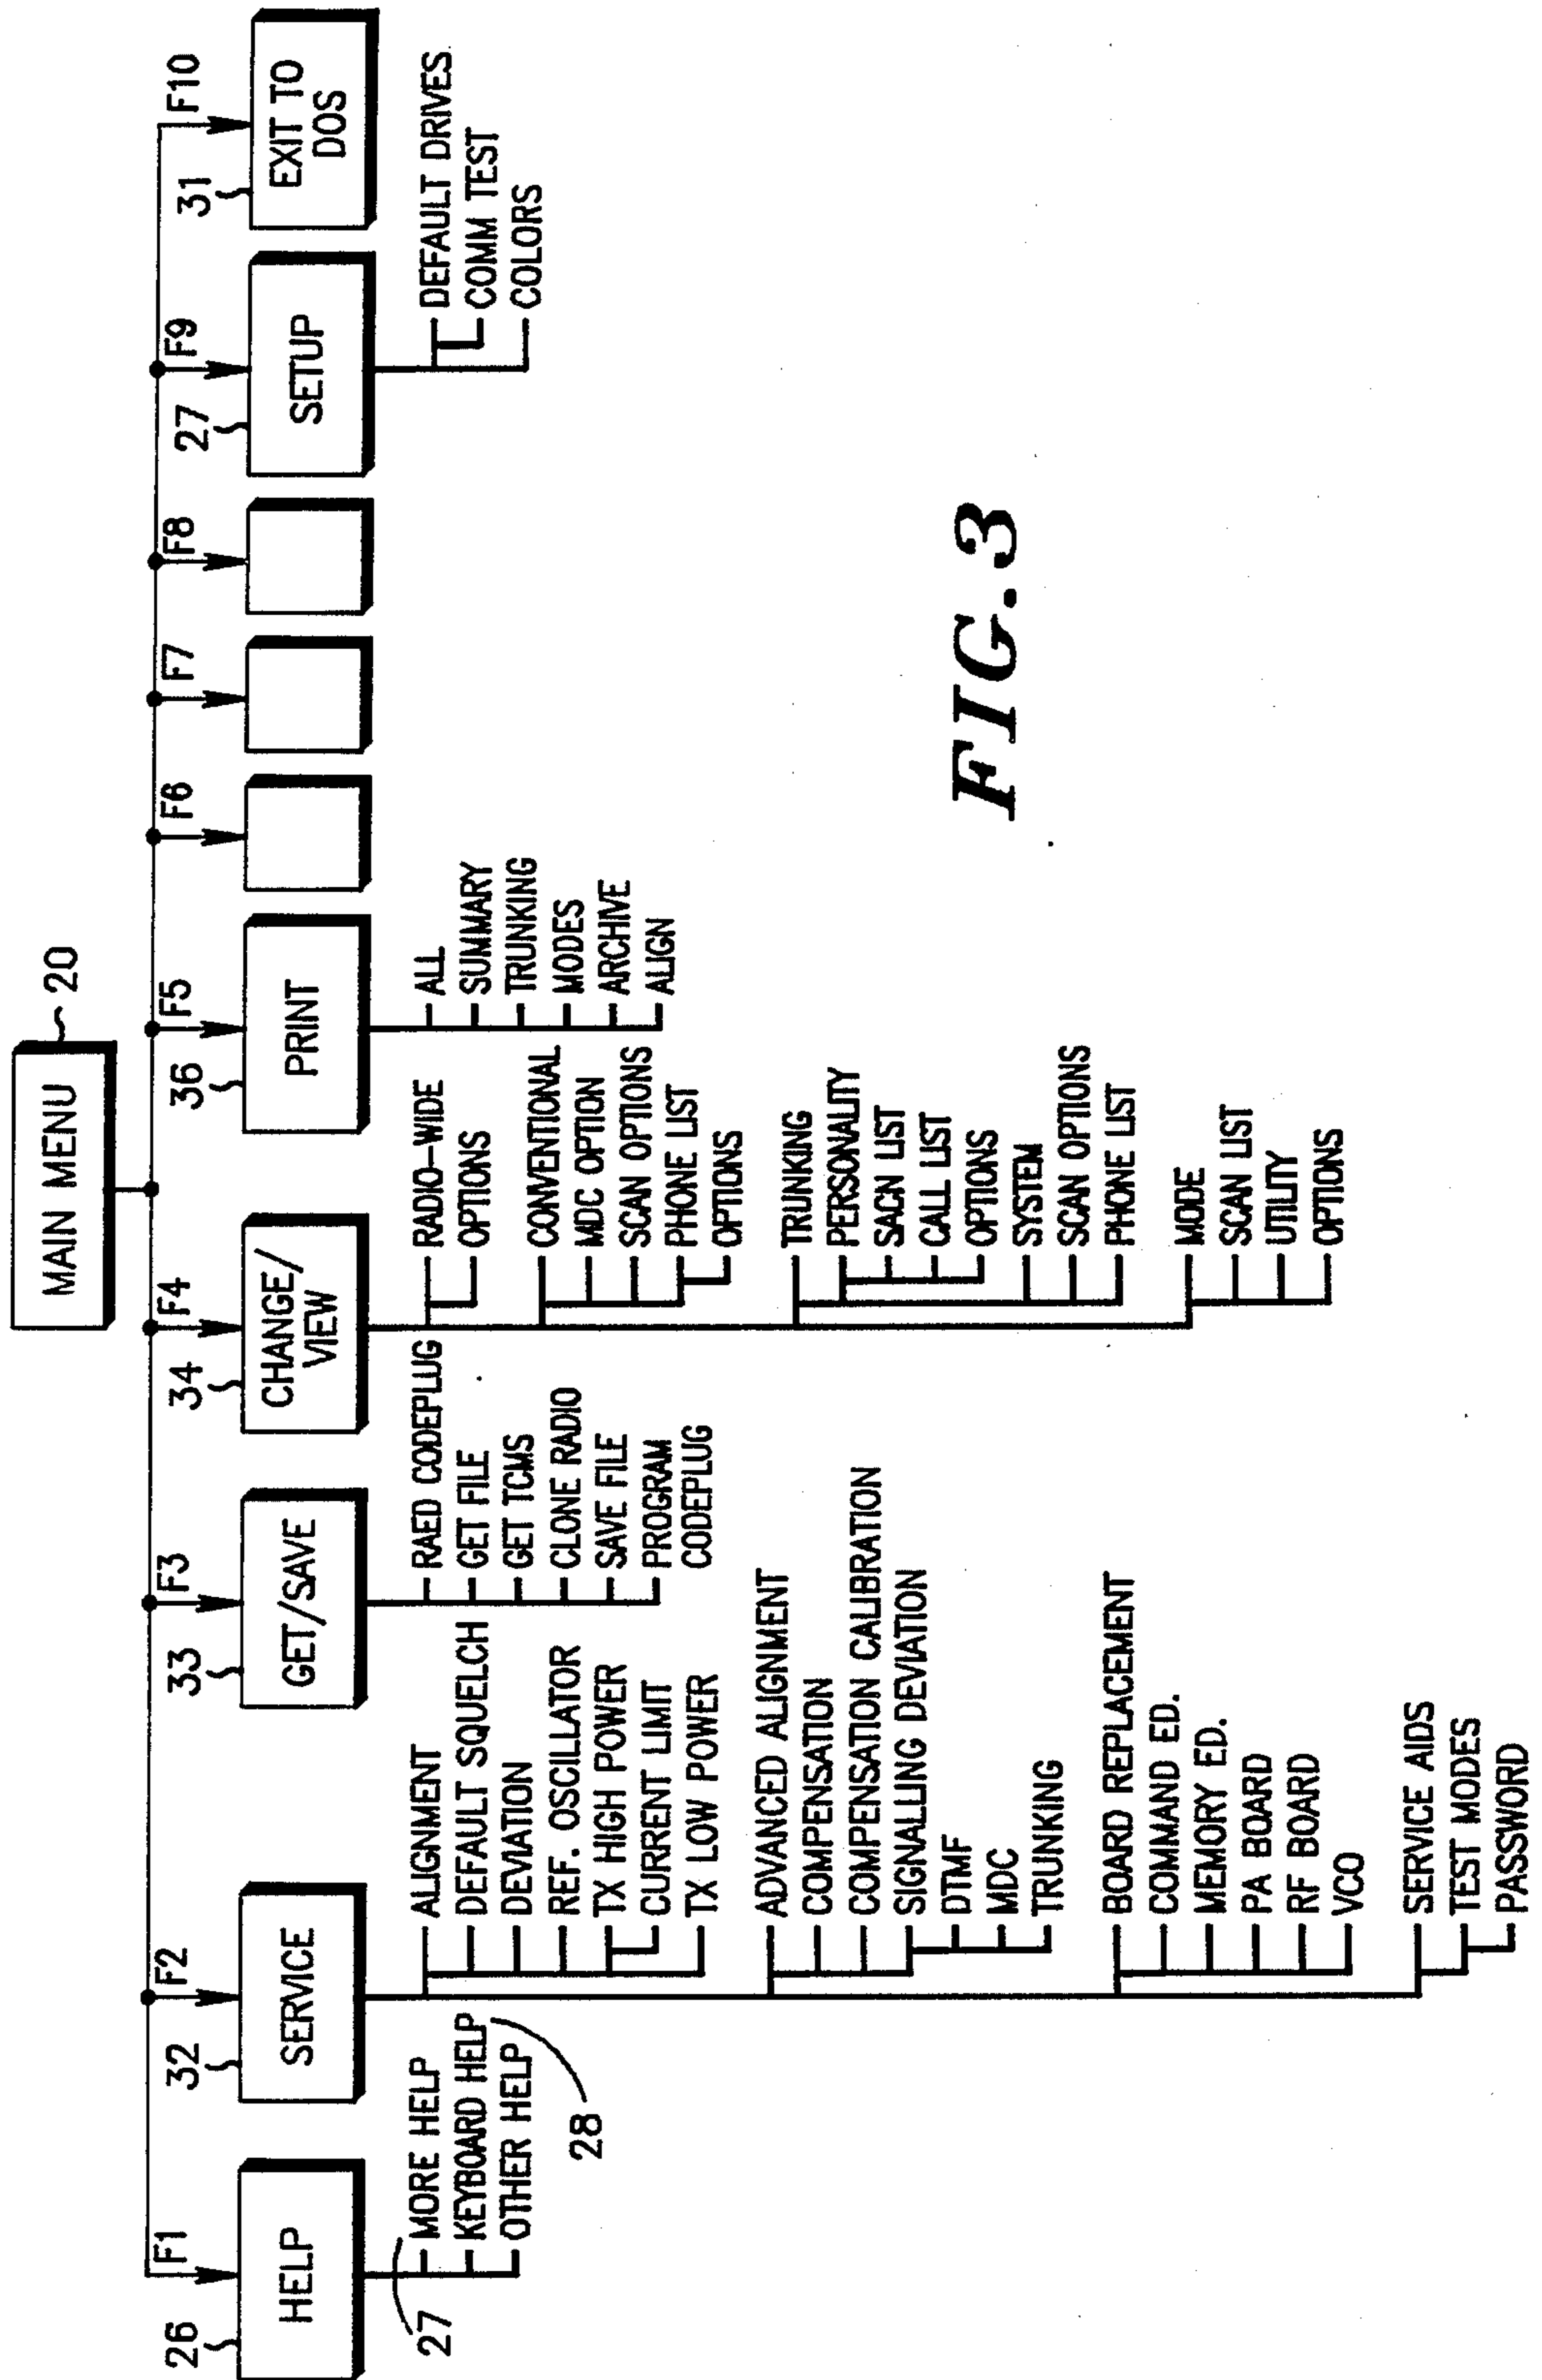 MAIN MENU
20
F1
26
HELP
27
MORE HELP
KEYBOARD HELP
OTHER HELP
28
F2
32
SERVICE
ALIGNMENT
DEFAULT SQUELCH
DEVIATION
REF. OSCILLATOR
TX HIGH POWER
CURRENT LIMIT
TX LOW POWER
ADVANCED ALIGNMENT
COMPENSATION
COMPENSATION CALIBRATION
SIGNALLING DEVIATION
DTMF
MDC
TRUNKING
BOARD REPLACEMENT
COMMAND ED.
MEMORY ED.
PA BOARD
RF BOARD
VCO
SERVICE AIDS
TEST MODES
PASSWORD
F3
33
GET/SAVE
RAED CODEPLUG
GET FILE
GET TCMS
CLONE RADIO
SAVE FILE
PROGRAM
CODEPLUG
F4
34
CHANGE/
VIEW
RADIO-WIDE
OPTIONS
CONVENTIONAL
MDC OPTION
SCAN OPTIONS
PHONE LIST
OPTIONS
TRUNKING
PERSONALITY
SACN LIST
CALL LIST
OPTIONS
SYSTEM
SCAN OPTIONS
PHONE LIST
MODE
SCAN LIST
UTILITY
OPTIONS
F5
36
PRINT
ALL
SUMMARY
TRUNKING
MODES
ARCHIVE
ALIGN
F6
F7
F8
F9
27
SETUP
DEFAULT DRIVES
COMM TEST
COLORS
F10
31
EXIT TO
DOS
FIG.3